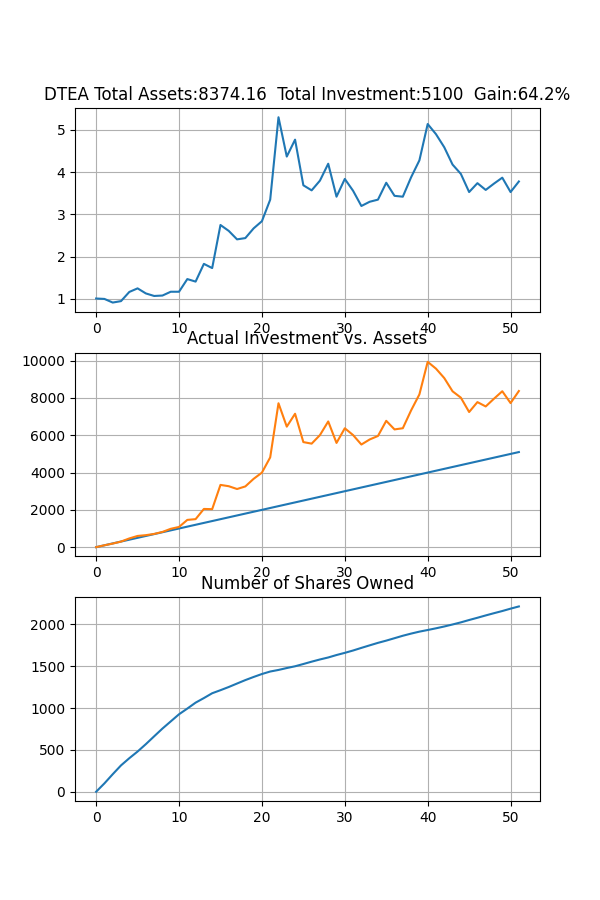 DTEA Total Assets:8374.16  Total Investment:5100  Gain:64.2%
5
4
3
2
1
0 10 20 30 40 50
Actual Investment vs. Assets
10000
8000
6000
4000
2000
0
0 10 20 30 40 50
Number of Shares Owned
2000
1500
1000
500
0
0 10 20 30 40 50